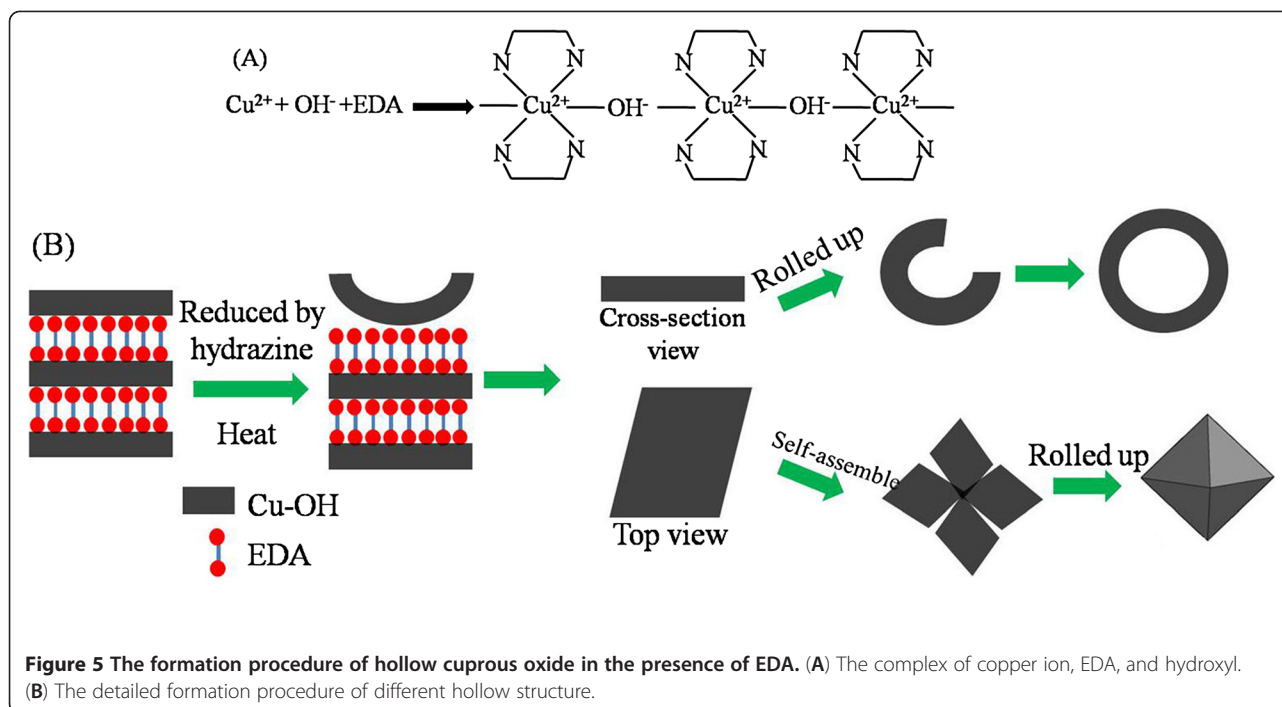 (A)
Cu²⁺ + OH⁻ +EDA
N N N N N N
Cu²⁺ OH⁻ Cu²⁺ OH⁻ Cu²⁺
N N N N N N
(B)
Reduced by
hydrazine
Heat
Cu-OH
EDA
Cross-section
view
Rolled up
Top view
Self-assemble
Rolled up
Figure 5 The formation procedure of hollow cuprous oxide in the presence of EDA. (A) The complex of copper ion, EDA, and hydroxyl.
(B) The detailed formation procedure of different hollow structure.